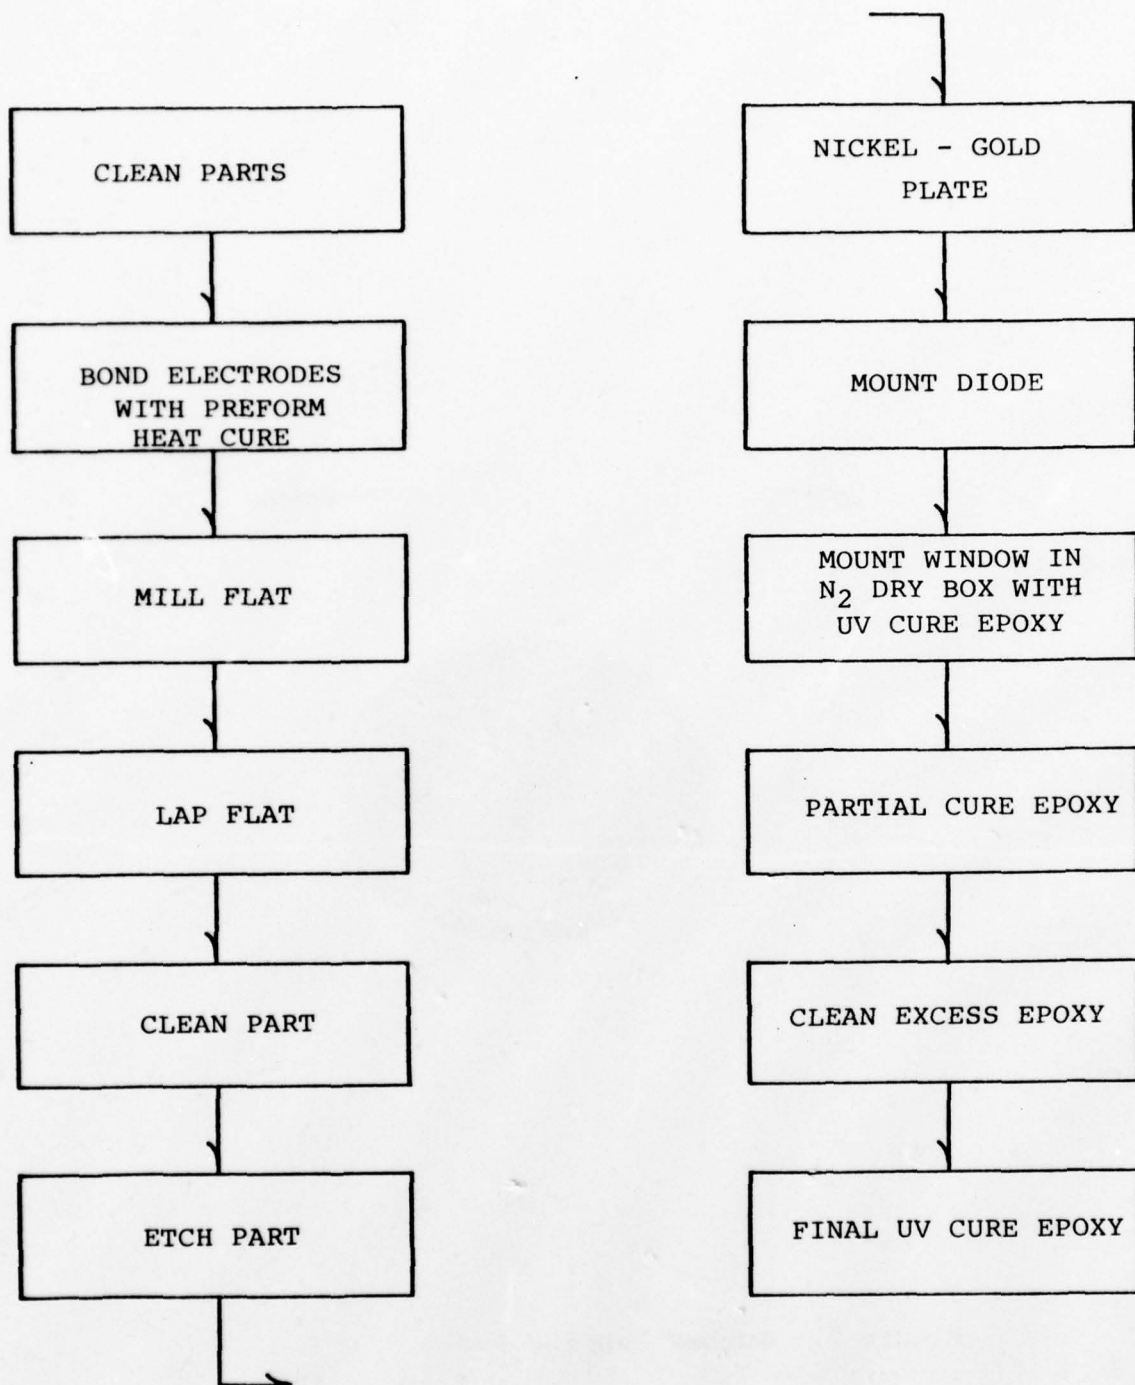 CLEAN PARTS
BOND ELECTRODES
WITH PREFORM
HEAT CURE
MILL FLAT
LAP FLAT
CLEAN PART
ETCH PART
NICKEL - GOLD
PLATE
MOUNT DIODE
MOUNT WINDOW IN
N2 DRY BOX WITH
UV CURE EPOXY
PARTIAL CURE EPOXY
CLEAN EXCESS EPOXY
FINAL UV CURE EPOXY